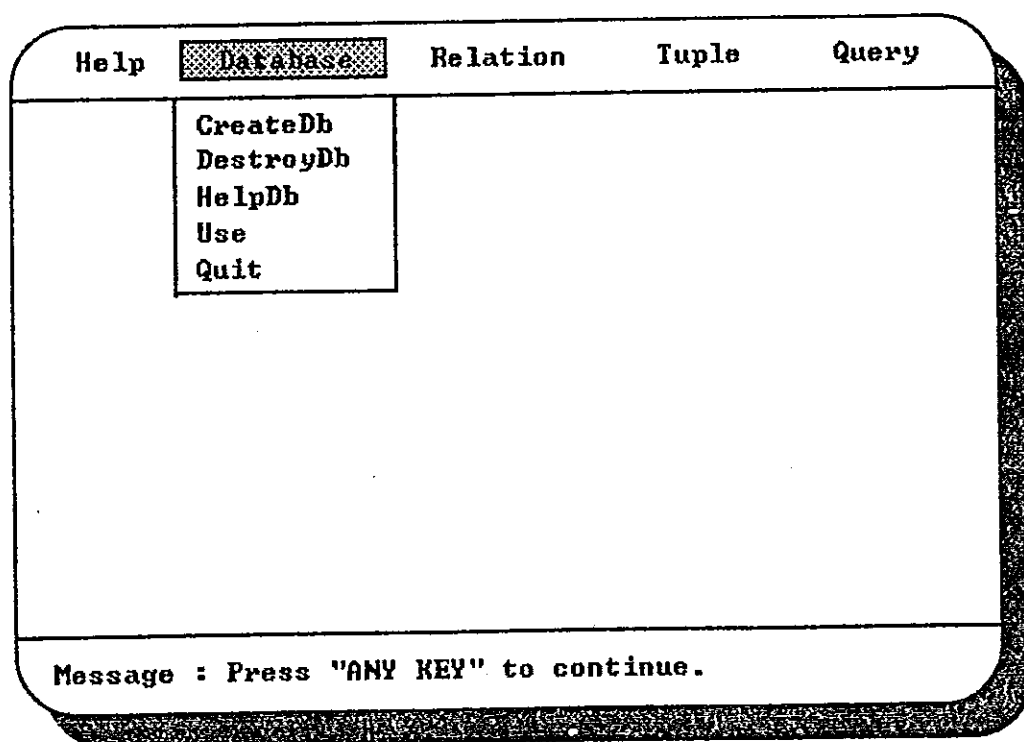 Help Database Relation Tuple Query
CreateDb
DestroyDb
HelpDb
Use
Quit
Message : Press "ANY KEY" to continue.